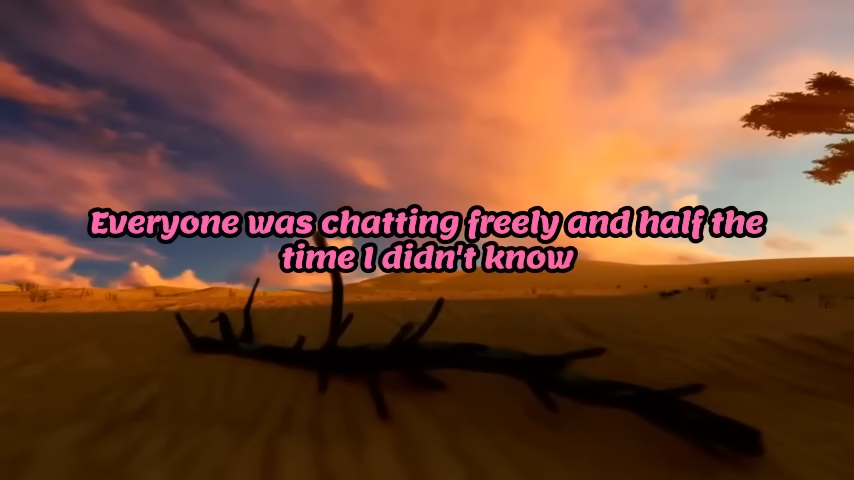 Everyone was chatting freely and half the
time I didn't know